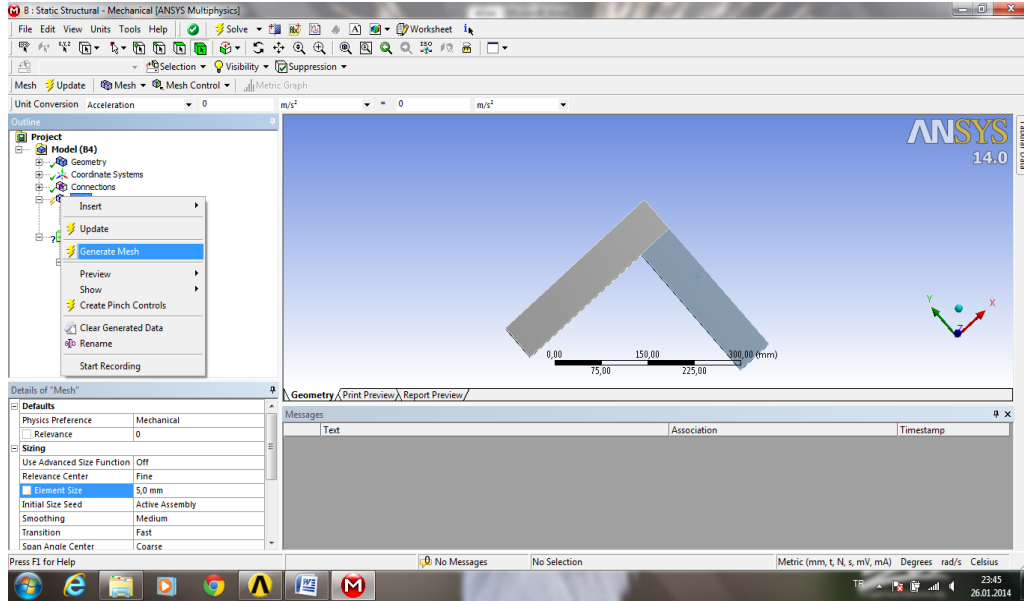 B : Static Structural - Mechanical [ANSYS Multiphysics]
File Edit View Units Tools Help Solve Worksheet
Selection Visibility Suppression
Mesh Update Mesh Mesh Control Metric Graph
Unit Conversion Acceleration 0 m/s² = 0 m/s²
Outline
Project
Model (B4)
Geometry
Coordinate Systems
Connections
Insert
Update
Generate Mesh
Preview
Show
Create Pinch Controls
Clear Generated Data
Rename
Start Recording
ANSYS
14.0
Y
X
Z
0,00 150,00 300,00 (mm)
75,00 225,00
Geometry Print Preview Report Preview
Details of "Mesh"
Defaults
Physics Preference Mechanical
Relevance 0
Sizing
Use Advanced Size Function Off
Relevance Center Fine
Element Size 5,0 mm
Initial Size Seed Active Assembly
Smoothing Medium
Transition Fast
Span Angle Center Coarse
Messages
Text Association Timestamp
Press F1 for Help No Messages No Selection Metric (mm, t, N, s, mV, mA) Degrees rad/s Celsius
TR 23:45
26.01.2014